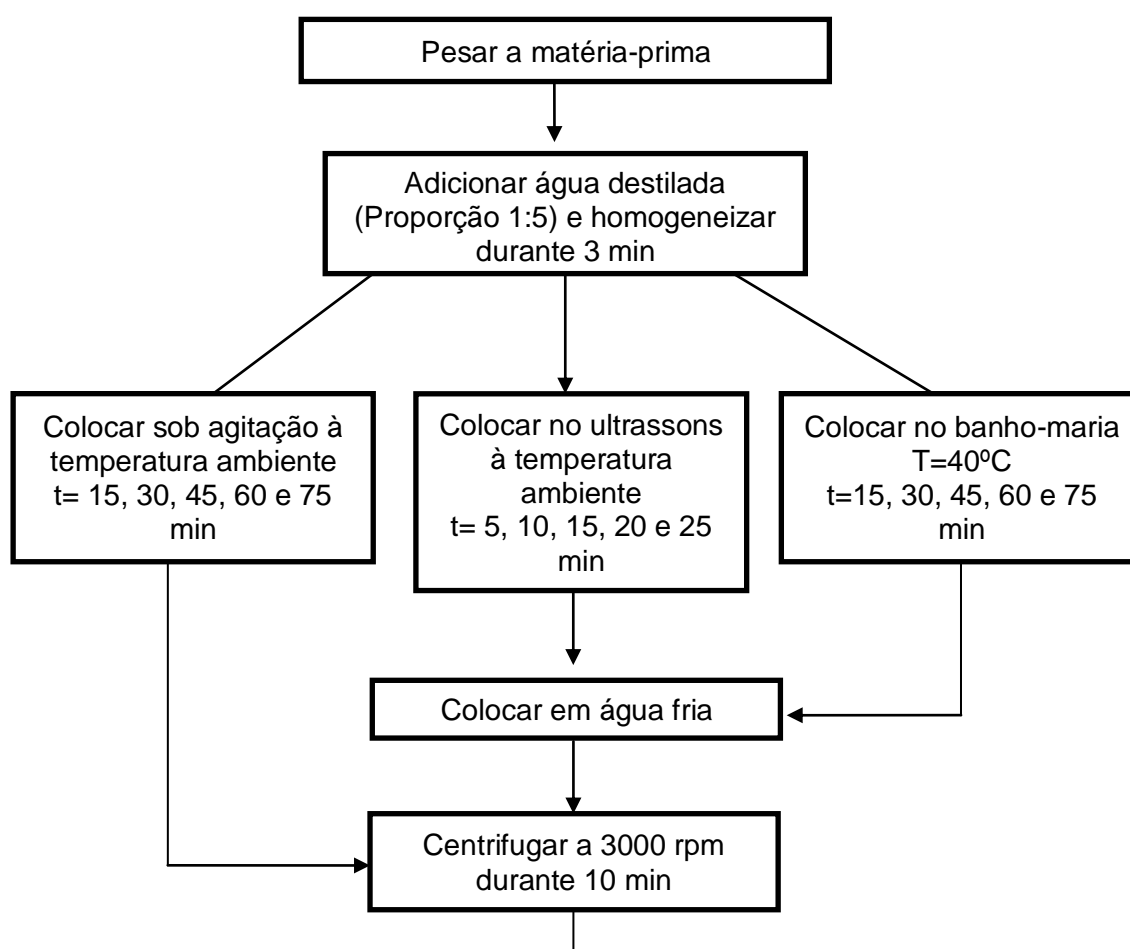 Pesar a matéria-prima
Adicionar água destilada
(Proporção 1:5) e homogeneizar
durante 3 min
Colocar sob agitação à
temperatura ambiente
t= 15, 30, 45, 60 e 75
min
Colocar no ultrassons
à temperatura
ambiente
t= 5, 10, 15, 20 e 25
min
Colocar no banho-maria
T=40ºC
t=15, 30, 45, 60 e 75
min
Colocar em água fria
Centrifugar a 3000 rpm
durante 10 min